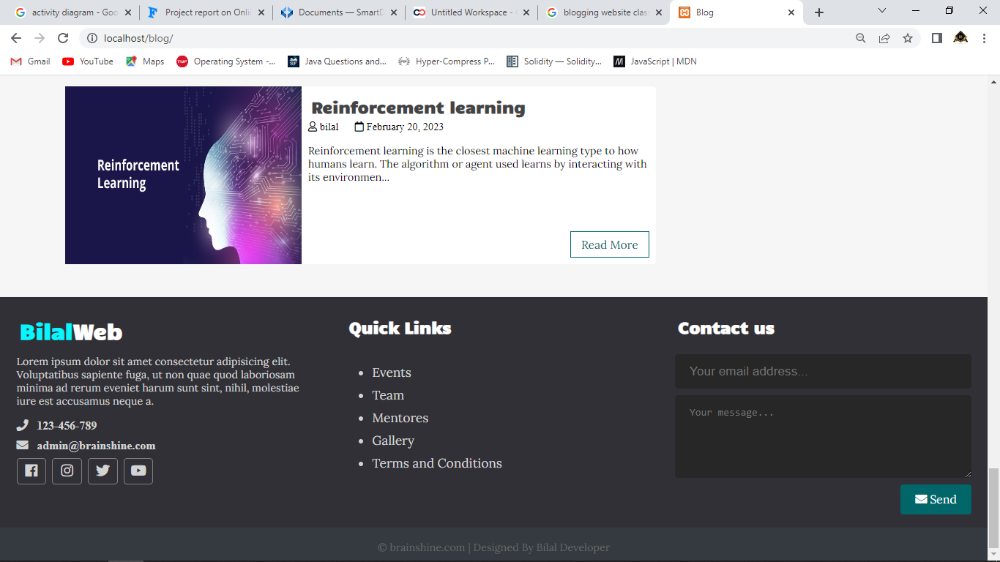 activity diagram - Goo
Project report on Onli
Documents — SmartD
Untitled Workspace -
blogging website clas
Blog
localhost/blog/
Gmail
YouTube
Maps
Operating System -...
Java Questions and...
Hyper-Compress P...
Solidity — Solidity...
JavaScript | MDN
Reinforcement
Learning
Reinforcement learning
bilal February 20, 2023
Reinforcement learning is the closest machine learning type to how
humans learn. The algorithm or agent used learns by interacting with
its environmen...
Read More
BilalWeb
Lorem ipsum dolor sit amet consectetur adipisicing elit.
Voluptatibus sapiente fuga, ut non quae quod laboriosam
minima ad rerum eveniet harum sunt sint, nihil, molestiae
iure est accusamus neque a.
123-456-789
admin@brainshine.com
Quick Links
Events
Team
Mentores
Gallery
Terms and Conditions
Contact us
Your email address...
Your message...
Send
© brainshine.com | Designed By Bilal Developer